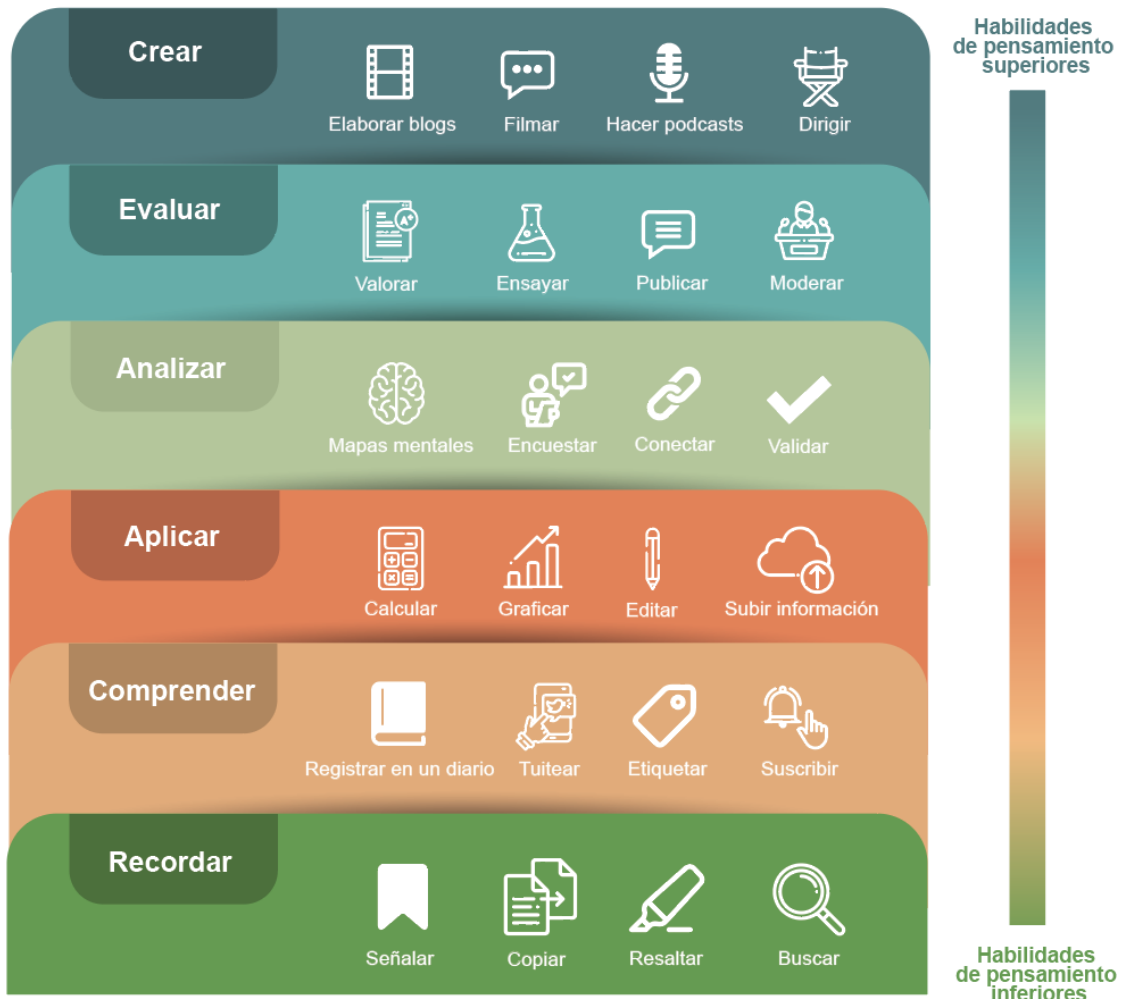 Crear
Elaborar blogs Filmar Hacer podcasts Dirigir
Habilidades
de pensamiento
superiores
Evaluar
A+
Valorar Ensayar Publicar Moderar
Analizar
Mapas mentales Encuestar Conectar Validar
Aplicar
Calcular Graficar Editar Subir información
Comprender
Registrar en un diario Tuitear Etiquetar Suscribir
Recordar
Señalar Copiar Resaltar Buscar
Habilidades
de pensamiento
inferiores